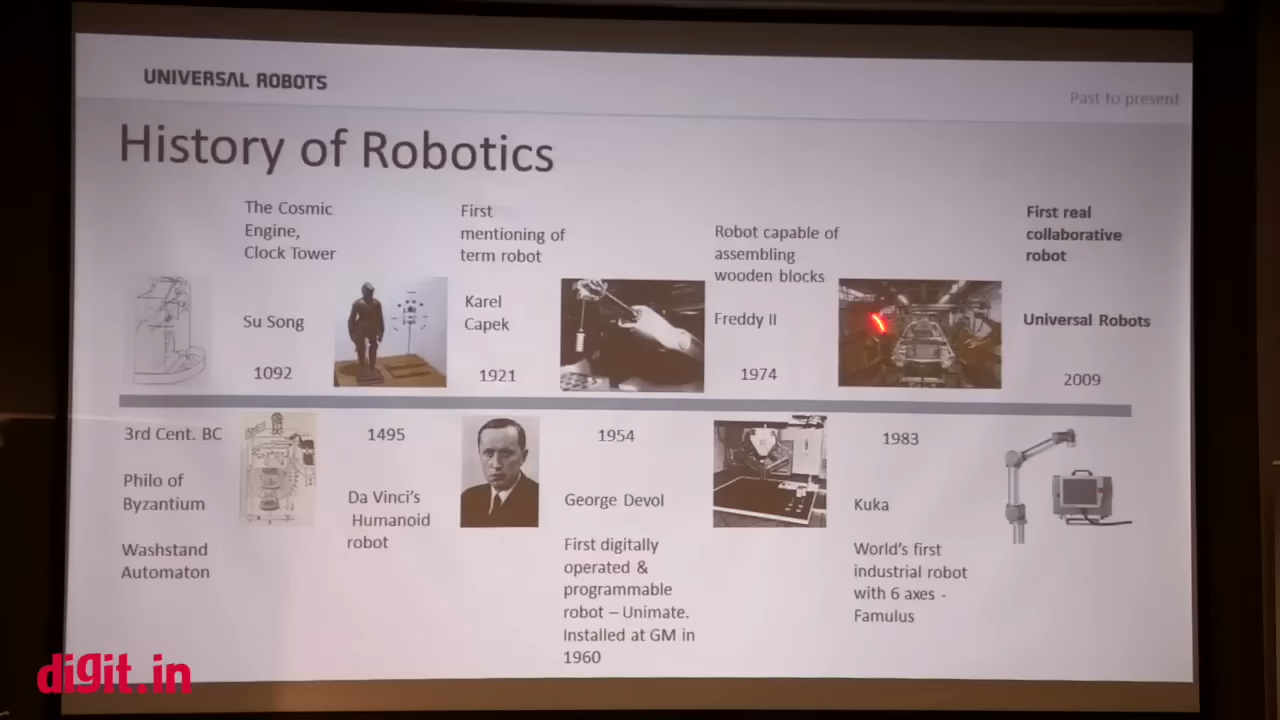 UNIVERSAL ROBOTS
Past to present
History of Robotics
The Cosmic
Engine,
Clock Tower
Su Song
1092
First
mentioning of
term robot
Karel
Capek
1921
Robot capable of
assembling
wooden blocks
Freddy II
1974
First real
collaborative
robot
Universal Robots
2009
3rd Cent. BC
Philo of
Byzantium
Washstand
Automaton
1495
Da Vinci's
Humanoid
robot
1954
George Devol
First digitally
operated &
programmable
robot – Unimate.
Installed at GM in
1960
1983
Kuka
World's first
industrial robot
with 6 axes -
Famulus
digit.in